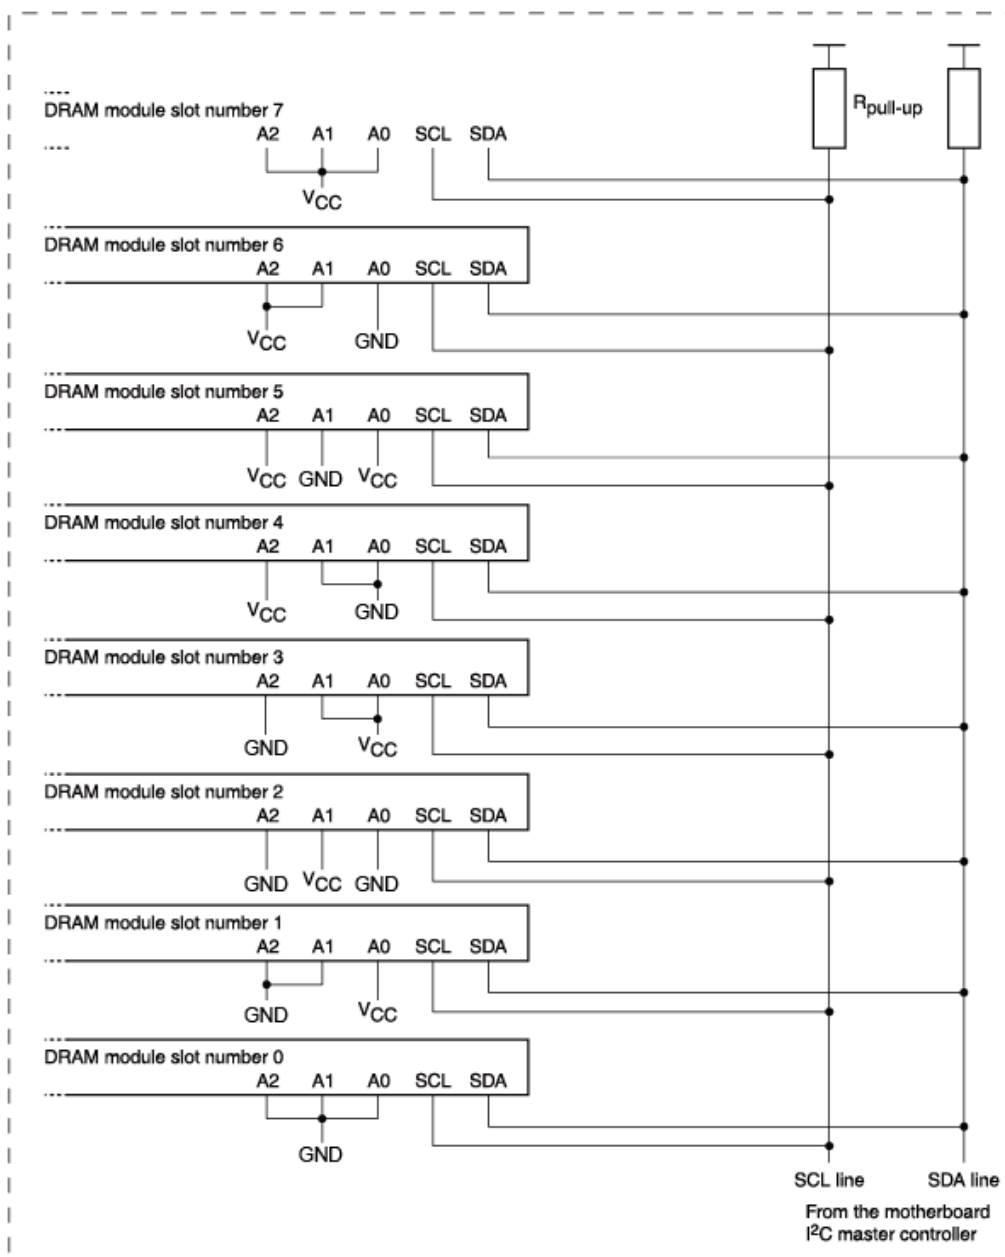 DRAM module slot number 7
A2 A1 A0 SCL SDA
VCC
Rpull-up
DRAM module slot number 6
A2 A1 A0 SCL SDA
VCC GND
DRAM module slot number 5
A2 A1 A0 SCL SDA
VCC GND VCC
DRAM module slot number 4
A2 A1 A0 SCL SDA
VCC GND
DRAM module slot number 3
A2 A1 A0 SCL SDA
GND VCC
DRAM module slot number 2
A2 A1 A0 SCL SDA
GND VCC GND
DRAM module slot number 1
A2 A1 A0 SCL SDA
GND VCC
DRAM module slot number 0
A2 A1 A0 SCL SDA
GND
SCL line SDA line
From the motherboard
I²C master controller